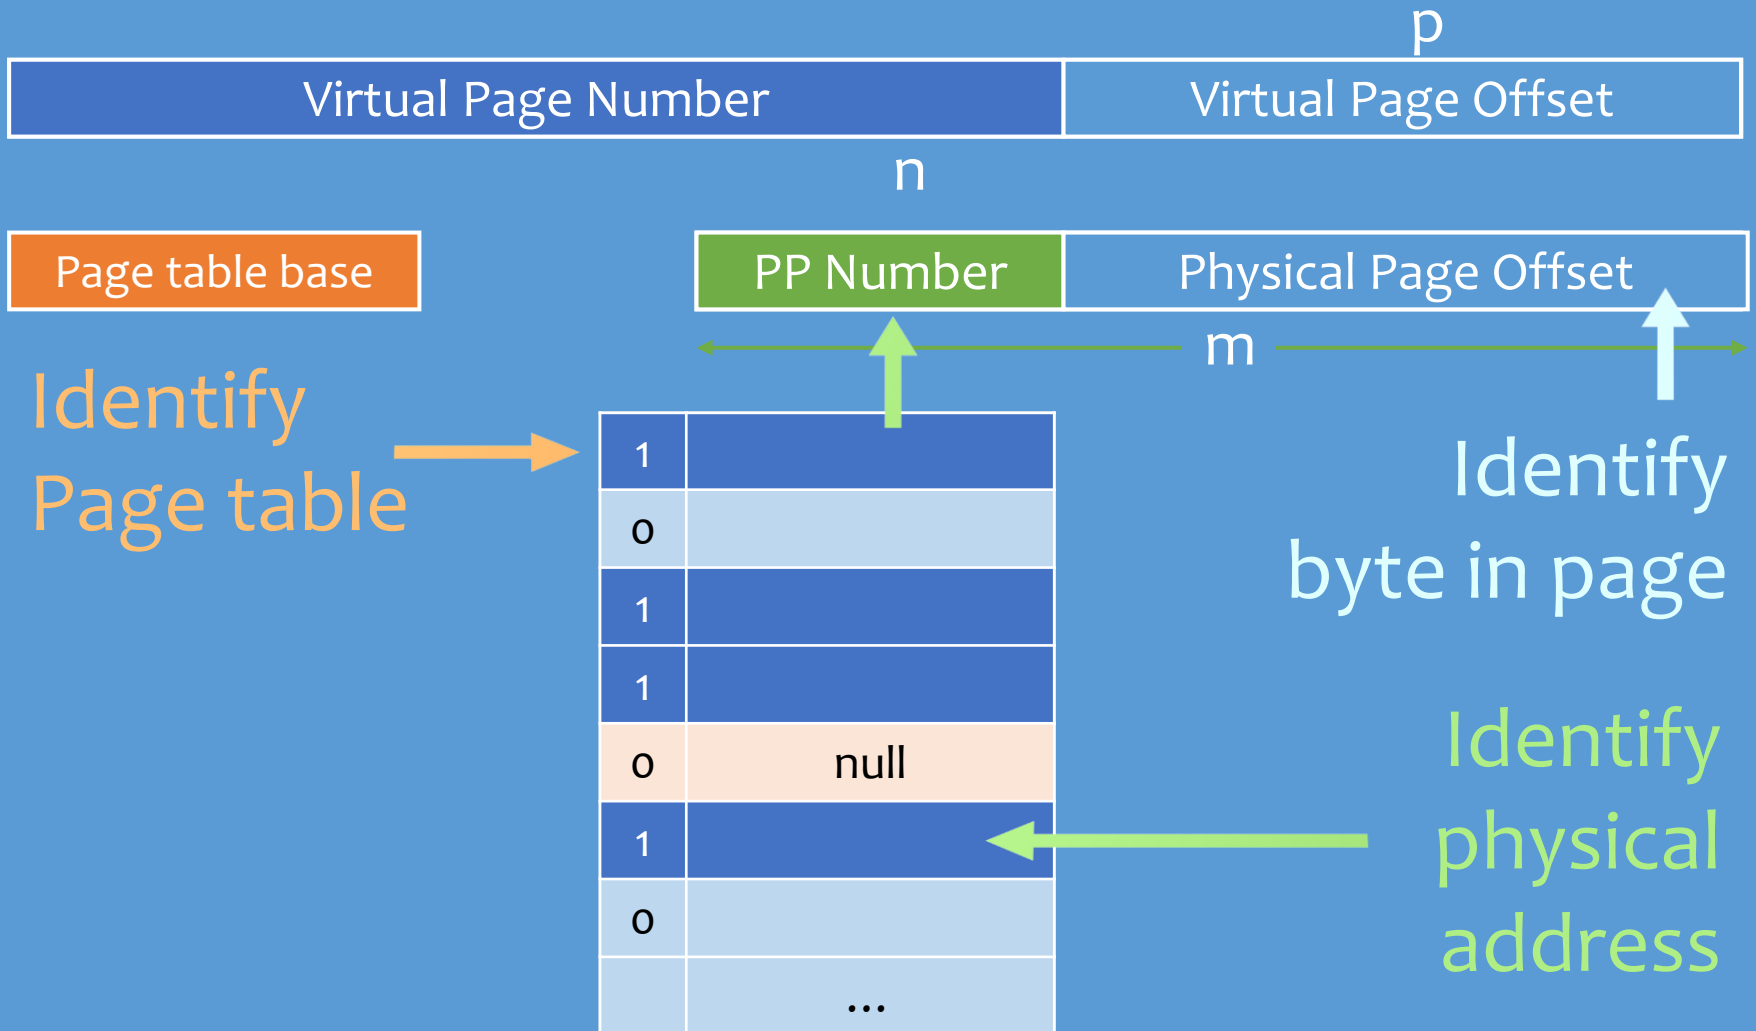 p
Virtual Page Number
Virtual Page Offset
n
Page table base
PP Number
Physical Page Offset
m
Identify
Page table
1
0
1
1
0
null
1
0
...
Identify
byte in page
Identify
physical
address